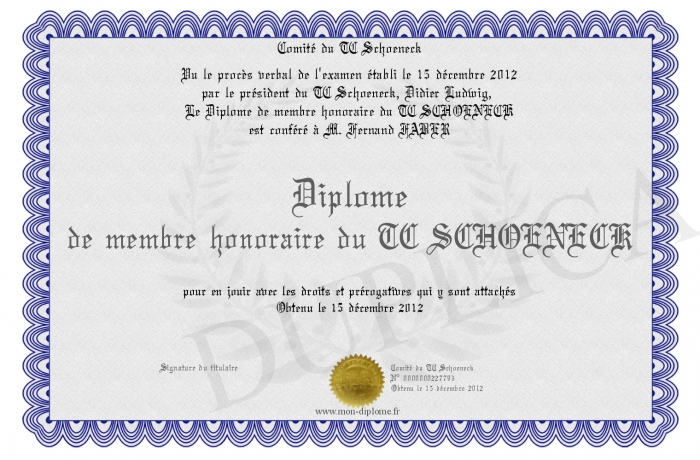 Comité du TC Schoeneck
Vu le procès verbal de l'examen établi le 15 décembre 2012
par le président du TC Schoeneck, Didier Ludwig,
Le Diplome de membre honoraire du TC SCHOENECK
est conféré à M. Fernand FABER
Diplome
de membre honoraire du TC SCHOENECK
pour en jouir avec les droits et prérogatives qui y sont attachés
Obtenu le 15 décembre 2012
DUPLICA
Signature du titulaire
Comité du TC Schoeneck
N° 0000000227793
Obtenu le 15 décembre 2012
www.mon-diplome.fr